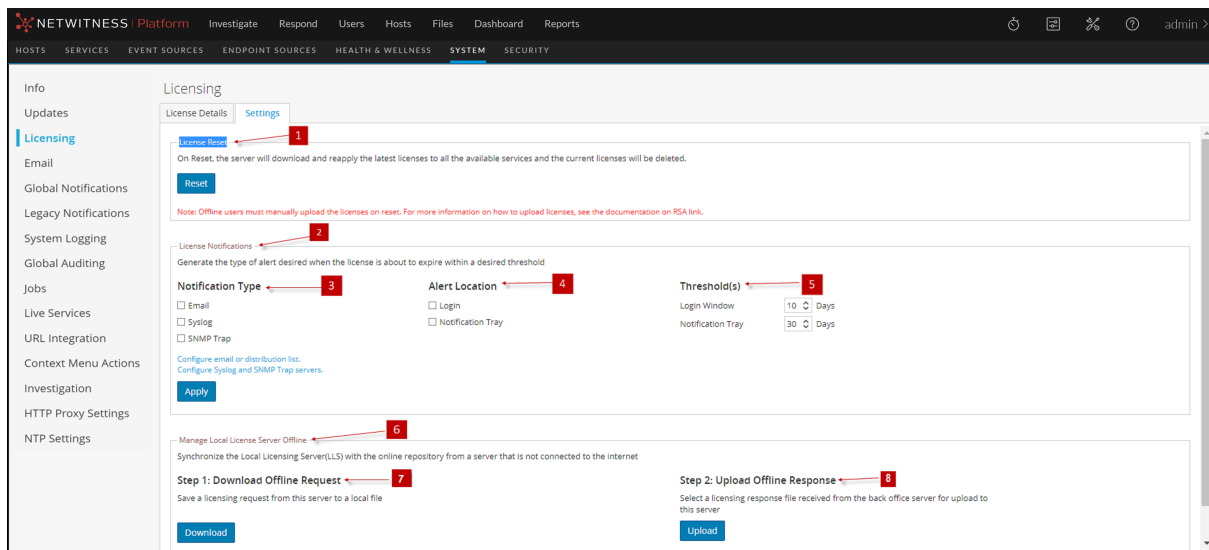 NETWITNESS Platform Investigate Respond Users Hosts Files Dashboard Reports admin
HOSTS SERVICES EVENT SOURCES ENDPOINT SOURCES HEALTH & WELLNESS SYSTEM SECURITY
Info
Updates
Licensing
Email
Global Notifications
Legacy Notifications
System Logging
Global Auditing
Jobs
Live Services
URL Integration
Context Menu Actions
Investigation
HTTP Proxy Settings
NTP Settings
Licensing
License Details Settings
License Reset 1
On Reset, the server will download and reapply the latest licenses to all the available services and the current licenses will be deleted.
Reset
Note: Offline users must manually upload the licenses on reset. For more information on how to upload licenses, see the documentation on RSA link.
License Notifications 2
Generate the type of alert desired when the license is about to expire within a desired threshold
Notification Type 3
Email
Syslog
SNMP Trap
Configure email or distribution list.
Configure Syslog and SNMP Trap servers.
Apply
Alert Location 4
Login
Notification Tray
Threshold(s) 5
Login Window 10 Days
Notification Tray 30 Days
Manage Local License Server Offline 6
Synchronize the Local Licensing Server(LLS) with the online repository from a server that is not connected to the internet
Step 1: Download Offline Request 7
Save a licensing request from this server to a local file
Download
Step 2: Upload Offline Response 8
Select a licensing response file received from the back office server for upload to
this server
Upload